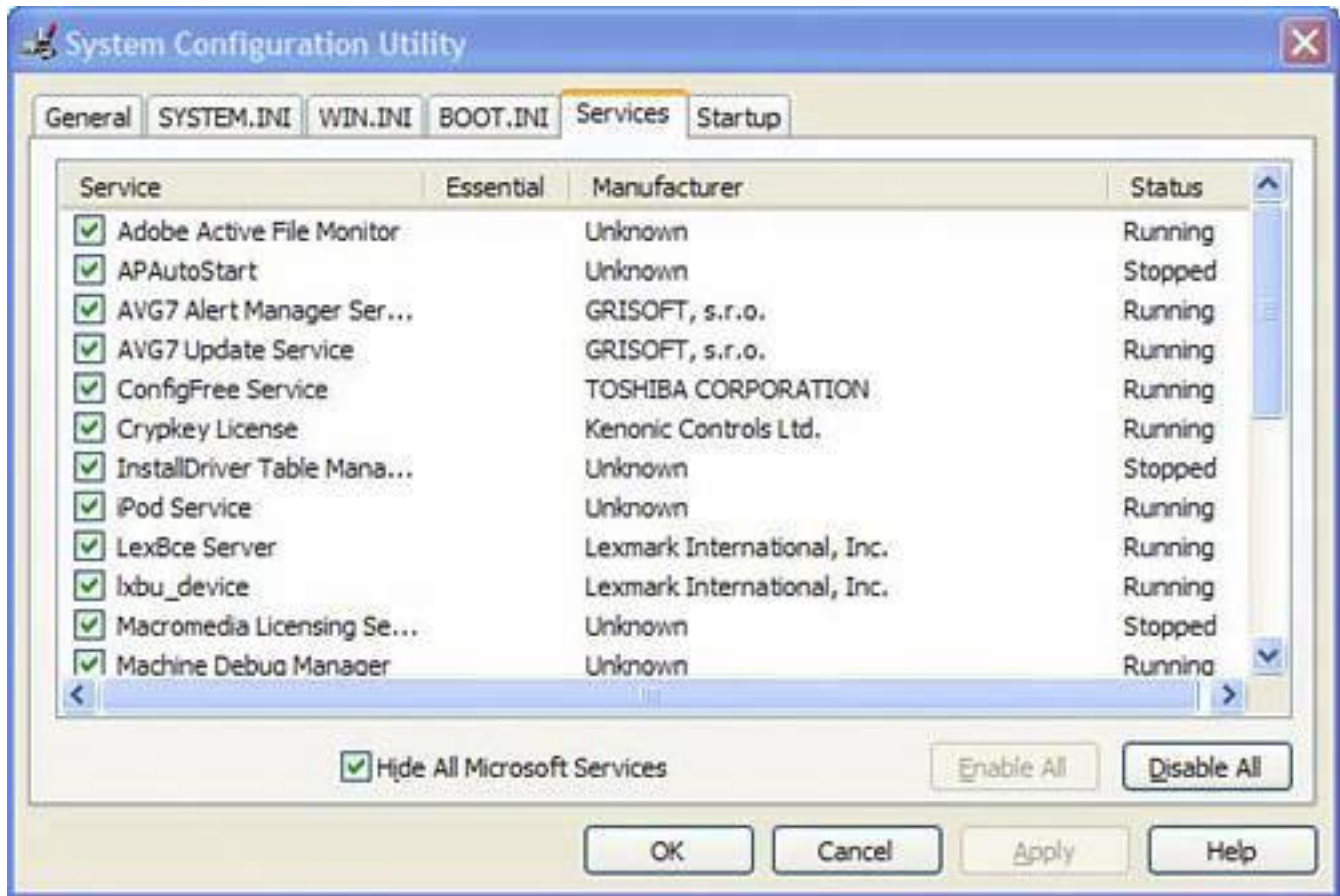 System Configuration Utility
General SYSTEM.INI WIN.INI BOOT.INI Services Startup
Service Essential Manufacturer Status
Adobe Active File Monitor Unknown Running
APAutoStart Unknown Stopped
AVG7 Alert Manager Ser... GRISOFT, s.r.o. Running
AVG7 Update Service GRISOFT, s.r.o. Running
ConfigFree Service TOSHIBA CORPORATION Running
Crypkey License Kenonic Controls Ltd. Running
InstallDriver Table Mana... Unknown Stopped
iPod Service Unknown Running
LexBce Server Lexmark International, Inc. Running
lxbu_device Lexmark International, Inc. Running
Macromedia Licensing Se... Unknown Stopped
Machine Debug Manager Unknown Running
Hide All Microsoft Services Enable All Disable All
OK Cancel Apply Help